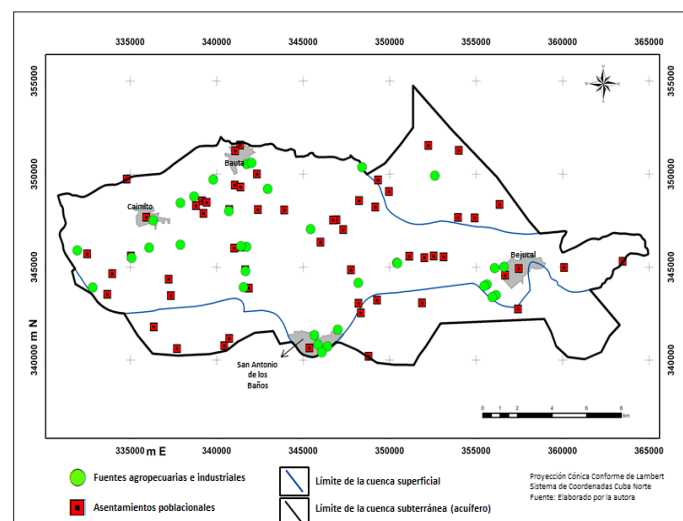 335000 340000 345000 350000 355000 360000 365000
355000 355000
350000 350000
345000 345000
340000 m N 340000
Bauta
Caimito
Bejucal
San Antonio
de los
Baños
0 1.5 2 4 6 8
km
335000 m E 340000 345000 350000 355000 360000 365000
Fuentes agropecuarias e industriales
Asentamientos poblacionales
Límite de la cuenca superficial
Límite de la cuenca subterránea (acuífero)
Proyección Cónica Conforme de Lambert
Sistema de Coordenadas Cuba Norte
Fuente: Elaborado por la autora